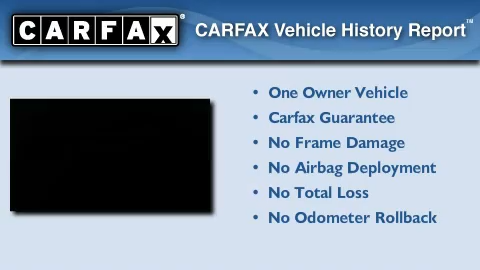 CARFAX® CARFAX Vehicle History Report™
• One Owner Vehicle
• Carfax Guarantee
• No Frame Damage
• No Airbag Deployment
• No Total Loss
• No Odometer Rollback